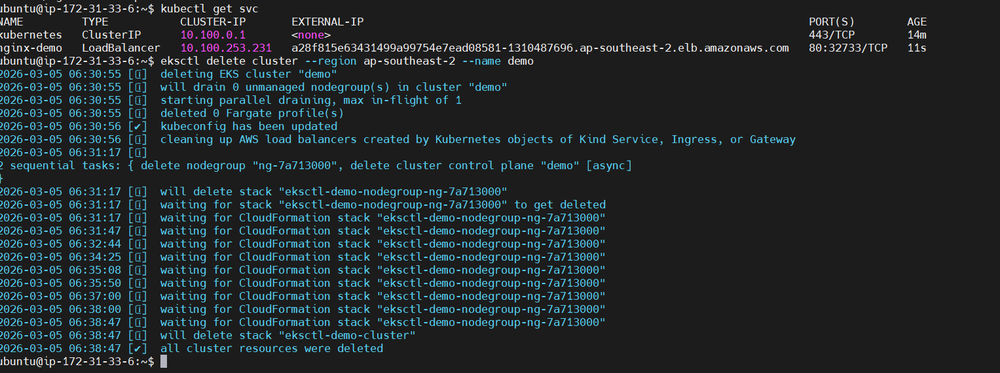 ubuntu@ip-172-31-33-6:~$ kubectl get svc
NAME TYPE CLUSTER-IP EXTERNAL-IP PORT(S) AGE
kubernetes ClusterIP 10.100.0.1 <none> 443/TCP 14m
nginx-demo LoadBalancer 10.100.253.231 a28f815e63431499a99754e7ead08581-1310487696.ap-southeast-2.elb.amazonaws.com 80:32733/TCP 11s
ubuntu@ip-172-31-33-6:~$ eksctl delete cluster --region ap-southeast-2 --name demo
2026-03-05 06:30:55 [ℹ] deleting EKS cluster "demo"
2026-03-05 06:30:55 [ℹ] will drain 0 unmanaged nodegroup(s) in cluster "demo"
2026-03-05 06:30:55 [ℹ] starting parallel draining, max in-flight of 1
2026-03-05 06:30:55 [ℹ] deleted 0 Fargate profile(s)
2026-03-05 06:30:56 [✔] kubeconfig has been updated
2026-03-05 06:30:56 [ℹ] cleaning up AWS load balancers created by Kubernetes objects of Kind Service, Ingress, or Gateway
2026-03-05 06:31:17 [ℹ]
2 sequential tasks: { delete nodegroup "ng-7a713000", delete cluster control plane "demo" [async]
}
2026-03-05 06:31:17 [ℹ] will delete stack "eksctl-demo-nodegroup-ng-7a713000"
2026-03-05 06:31:17 [ℹ] waiting for stack "eksctl-demo-nodegroup-ng-7a713000" to get deleted
2026-03-05 06:31:17 [ℹ] waiting for CloudFormation stack "eksctl-demo-nodegroup-ng-7a713000"
2026-03-05 06:31:47 [ℹ] waiting for CloudFormation stack "eksctl-demo-nodegroup-ng-7a713000"
2026-03-05 06:32:44 [ℹ] waiting for CloudFormation stack "eksctl-demo-nodegroup-ng-7a713000"
2026-03-05 06:34:25 [ℹ] waiting for CloudFormation stack "eksctl-demo-nodegroup-ng-7a713000"
2026-03-05 06:35:08 [ℹ] waiting for CloudFormation stack "eksctl-demo-nodegroup-ng-7a713000"
2026-03-05 06:35:50 [ℹ] waiting for CloudFormation stack "eksctl-demo-nodegroup-ng-7a713000"
2026-03-05 06:37:00 [ℹ] waiting for CloudFormation stack "eksctl-demo-nodegroup-ng-7a713000"
2026-03-05 06:38:00 [ℹ] waiting for CloudFormation stack "eksctl-demo-nodegroup-ng-7a713000"
2026-03-05 06:38:47 [ℹ] waiting for CloudFormation stack "eksctl-demo-nodegroup-ng-7a713000"
2026-03-05 06:38:47 [ℹ] will delete stack "eksctl-demo-cluster"
2026-03-05 06:38:47 [✔] all cluster resources were deleted
ubuntu@ip-172-31-33-6:~$